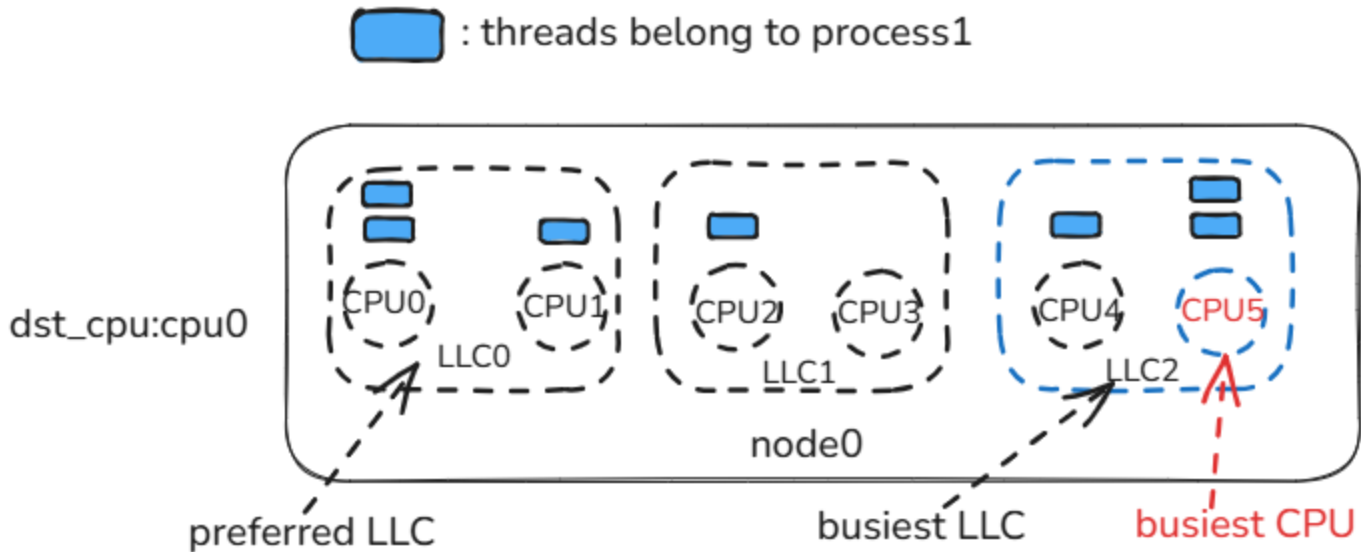 : threads belong to process1
CPU0
CPU1
CPU2
CPU3
CPU4
CPU5
dst_cpu:cpu0
LLC0
LLC1
LLC2
node0
preferred LLC
busiest LLC
busiest CPU